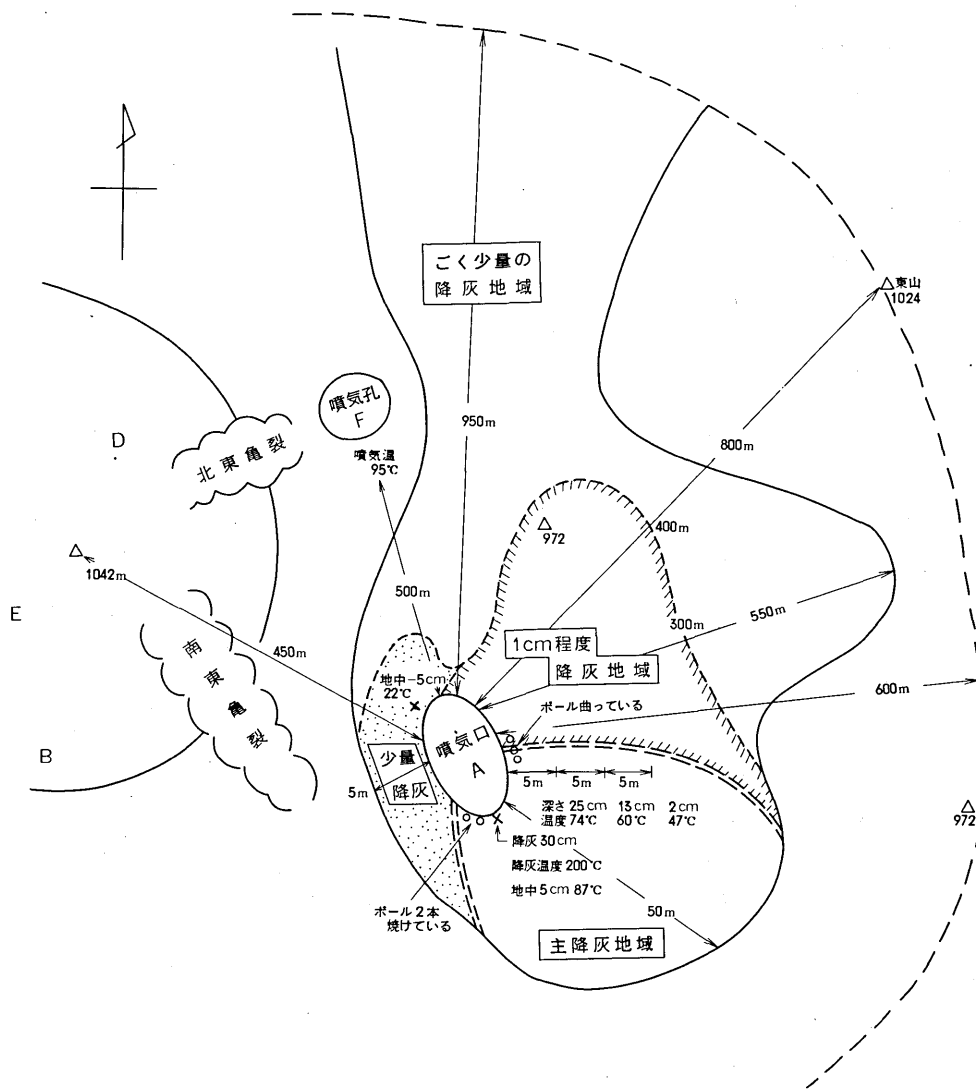 ごく少量の
降灰地域
東山
1024
噴気孔
F
950m
D
北東亀裂
噴気温
95℃
800m
972
400m
1042m
500m
300m
550m
E
450m
1cm程度
降灰地域
地中-5cm
22℃
600m
南東亀裂
ポール曲っている
噴気口
A
B
少量
降灰
5m
5m 5m 5m
深さ 25cm 13cm 2cm
温度 74℃ 60℃ 47℃
972
降灰 30cm
降灰温度 200℃
地中 5cm 87℃
ポール2本
焼けている
50m
主降灰地域